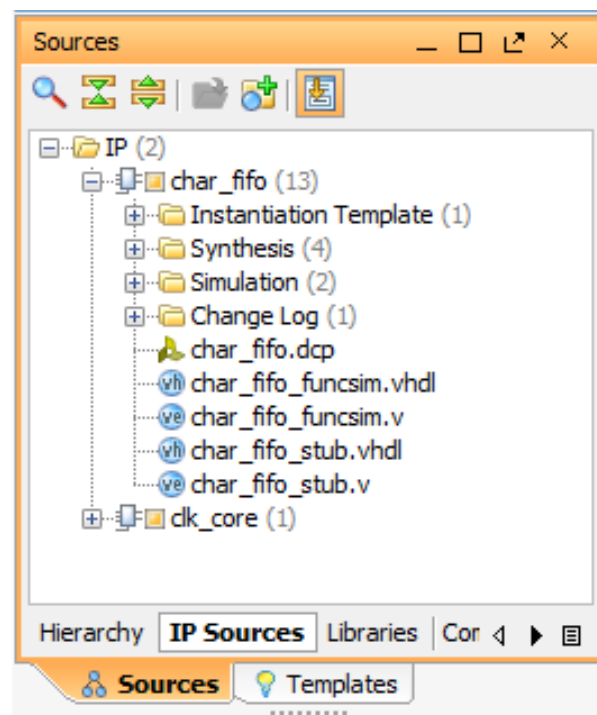 Sources
IP (2)
char_fifo (13)
Instantiation Template (1)
Synthesis (4)
Simulation (2)
Change Log (1)
char_fifo.dcp
vh char_fifo_funcsim.vhdl
ve char_fifo_funcsim.v
vh char_fifo_stub.vhdl
ve char_fifo_stub.v
clk_core (1)
Hierarchy IP Sources Libraries Con
Sources Templates